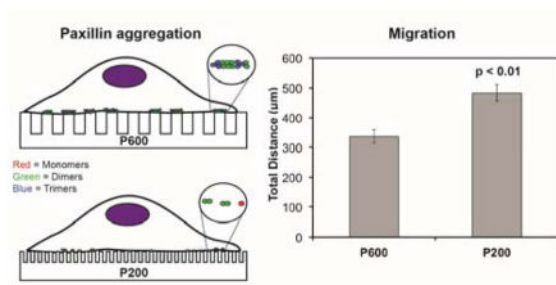 Paxillin aggregation
P600
Red = Monomers
Green = Dimers
Blue = Trimers
P200
Migration
Total Distance (µm)
600
500
400
300
200
100
0
p < 0.01
P600
P200